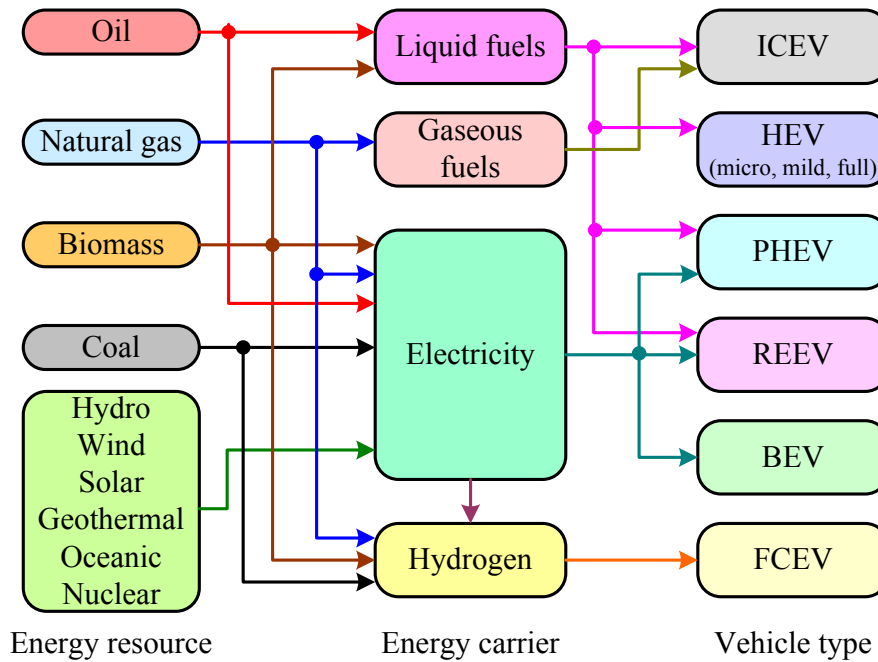 Oil
Natural gas
Biomass
Coal
Hydro
Wind
Solar
Geothermal
Oceanic
Nuclear
Energy resource
Liquid fuels
Gaseous
fuels
Electricity
Hydrogen
Energy carrier
ICEV
HEV
(micro, mild, full)
PHEV
REEV
BEV
FCEV
Vehicle type